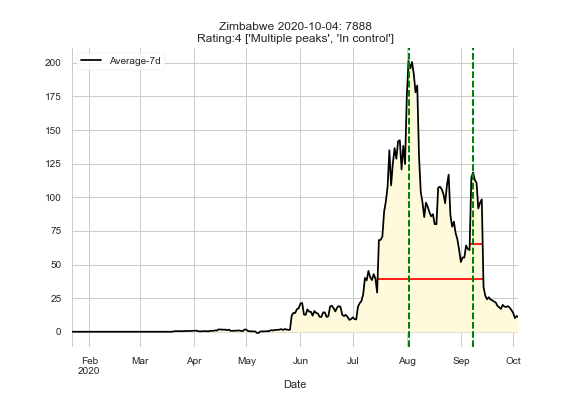 Zimbabwe 2020-10-04: 7888
Rating:4 ['Multiple peaks', 'In control']
Average-7d
200
175
150
125
100
75
50
25
0
Feb Mar Apr May Jun Jul Aug Sep Oct
2020
Date